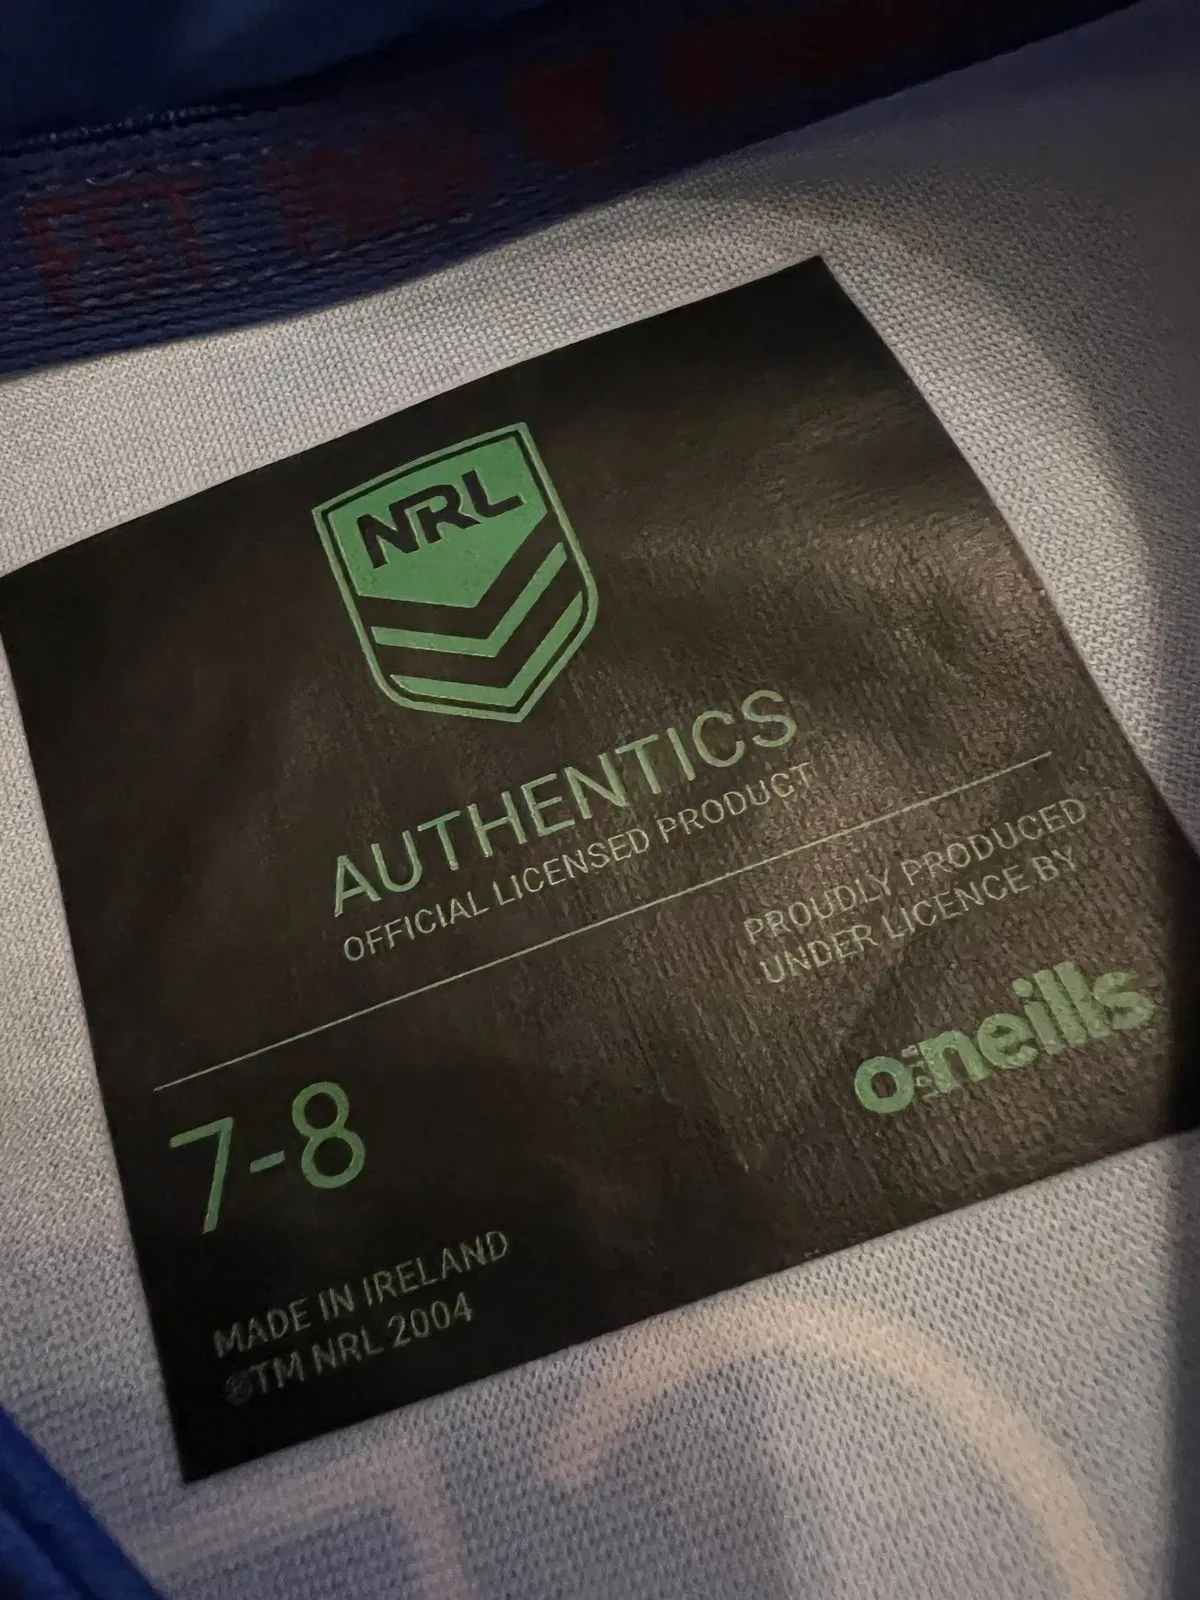 NRL
AUTHENTICS
OFFICIAL LICENSED PRODUCT
PROUDLY PRODUCED
UNDER LICENCE BY
o'neills
7-8
MADE IN IRELAND
©TM NRL 2004